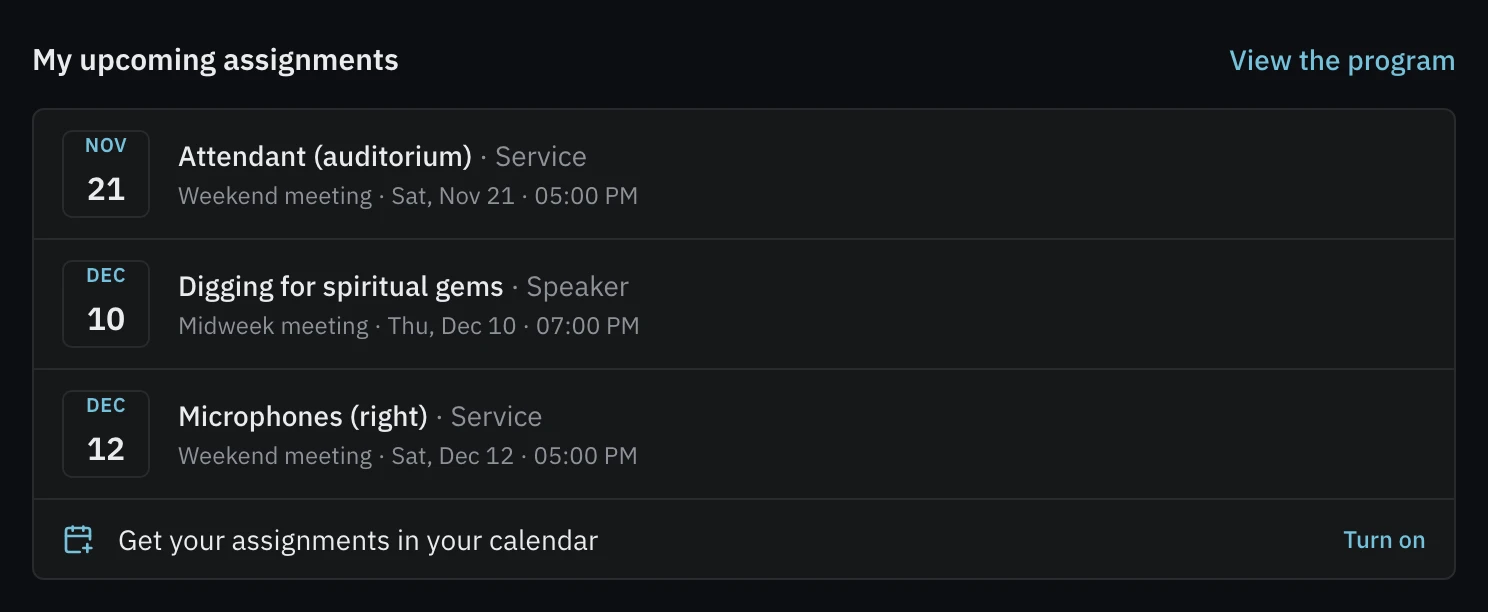 My upcoming assignments
View the program
NOV
21
Attendant (auditorium) · Service
Weekend meeting · Sat, Nov 21 · 05:00 PM
DEC
10
Digging for spiritual gems · Speaker
Midweek meeting · Thu, Dec 10 · 07:00 PM
DEC
12
Microphones (right) · Service
Weekend meeting · Sat, Dec 12 · 05:00 PM
Get your assignments in your calendar
Turn on